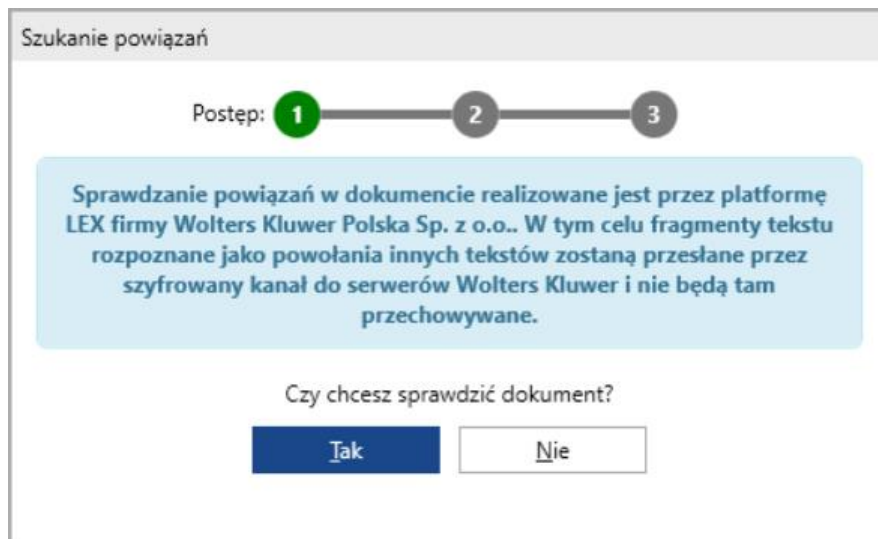 Szukanie powiązań
Postęp: 1 2 3
Sprawdzanie powiązań w dokumencie realizowane jest przez platformę
LEX firmy Wolters Kluwer Polska Sp. z o.o.. W tym celu fragmenty tekstu
rozpoznane jako powołania innych tekstów zostaną przesłane przez
szyfrowany kanał do serwerów Wolters Kluwer i nie będą tam
przechowywane.
Czy chcesz sprawdzić dokument?
Tak Nie